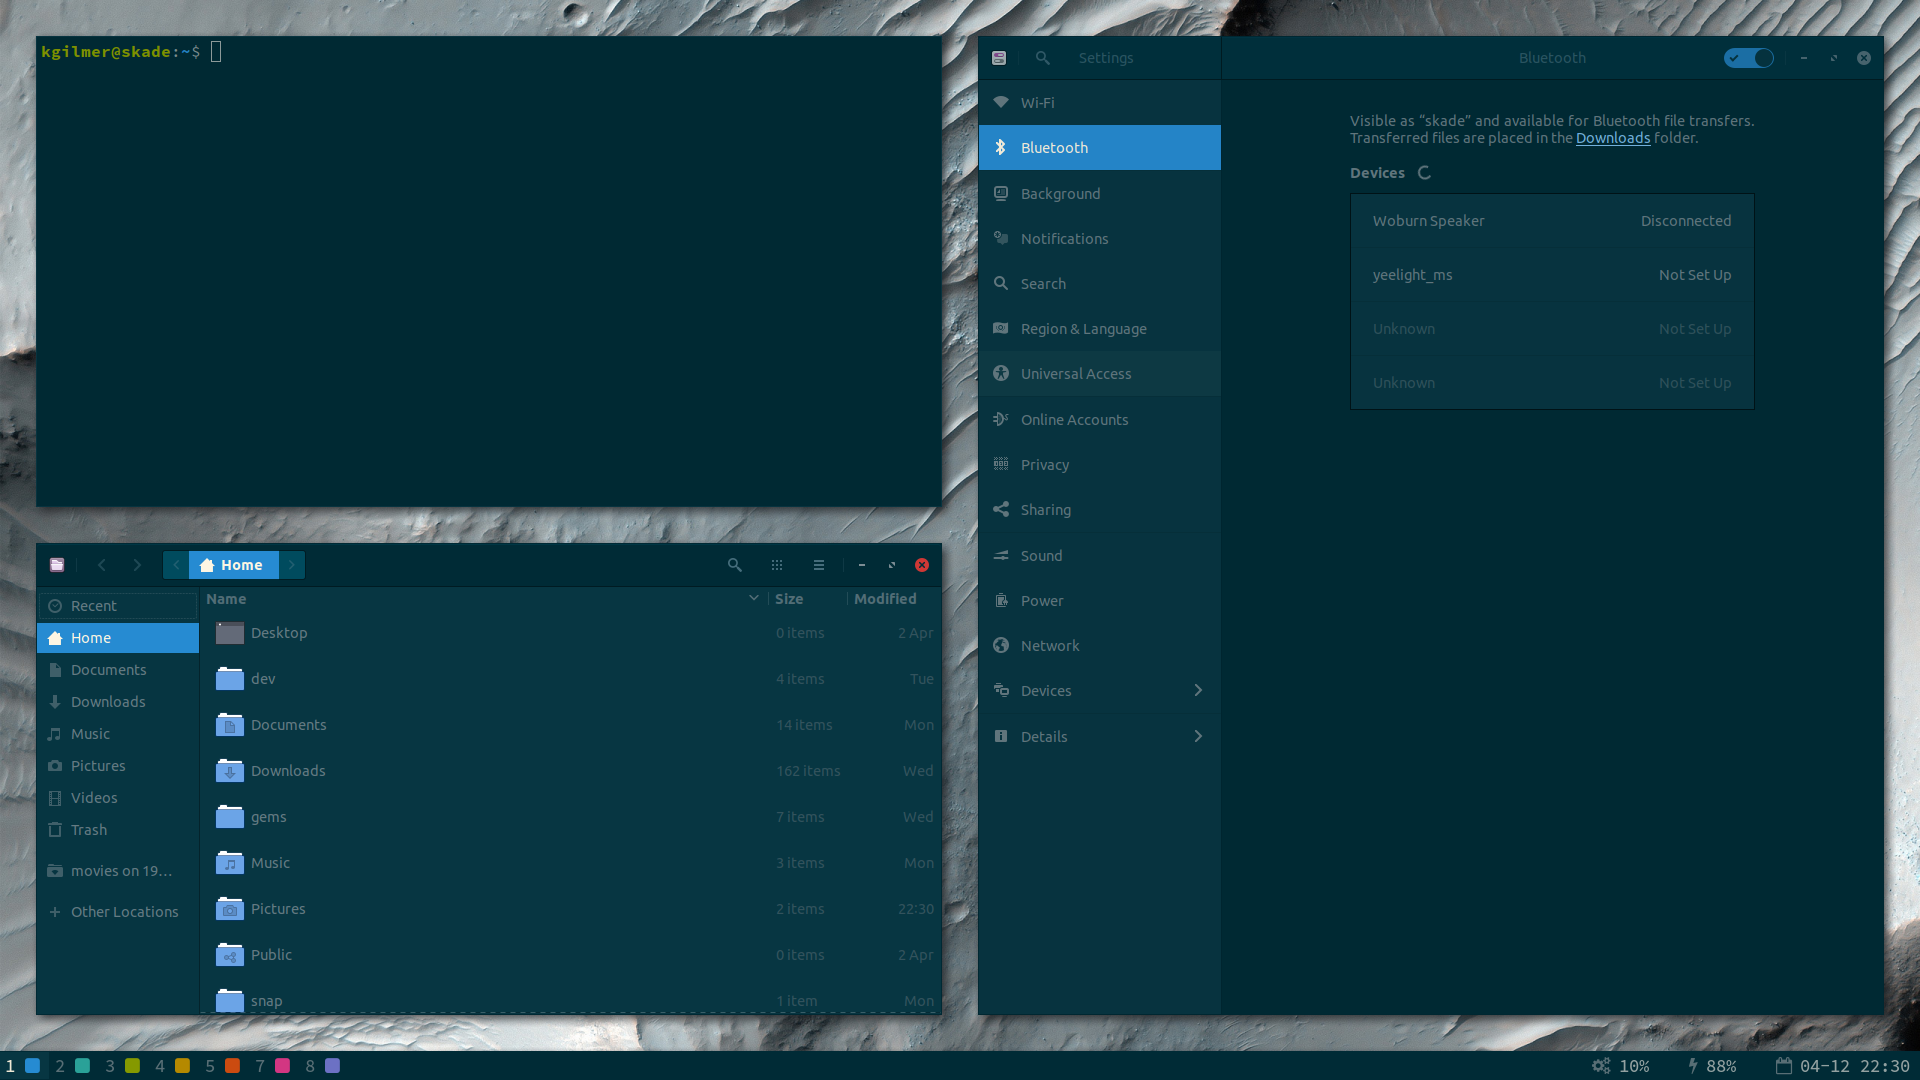 kgilmer@skade:~$
Home
Recent
Home
Documents
Downloads
Music
Pictures
Videos
Trash
movies on 19...
Other Locations
Name Size Modified
Desktop 0 items 2 Apr
dev 4 items Tue
Documents 14 items Mon
Downloads 162 items Wed
gems 7 items Wed
Music 3 items Mon
Pictures 2 items 22:30
Public 0 items 2 Apr
snap 1 item Mon
Settings
Wi-Fi
Bluetooth
Background
Notifications
Search
Region & Language
Universal Access
Online Accounts
Privacy
Sharing
Sound
Power
Network
Devices
Details
Bluetooth
Visible as “skade” and available for Bluetooth file transfers.
Transferred files are placed in the Downloads folder.
Devices
Woburn Speaker Disconnected
yeelight_ms Not Set Up
Unknown Not Set Up
Unknown Not Set Up
1 2 3 4 5 7 8 10% 88% 04-12 22:30